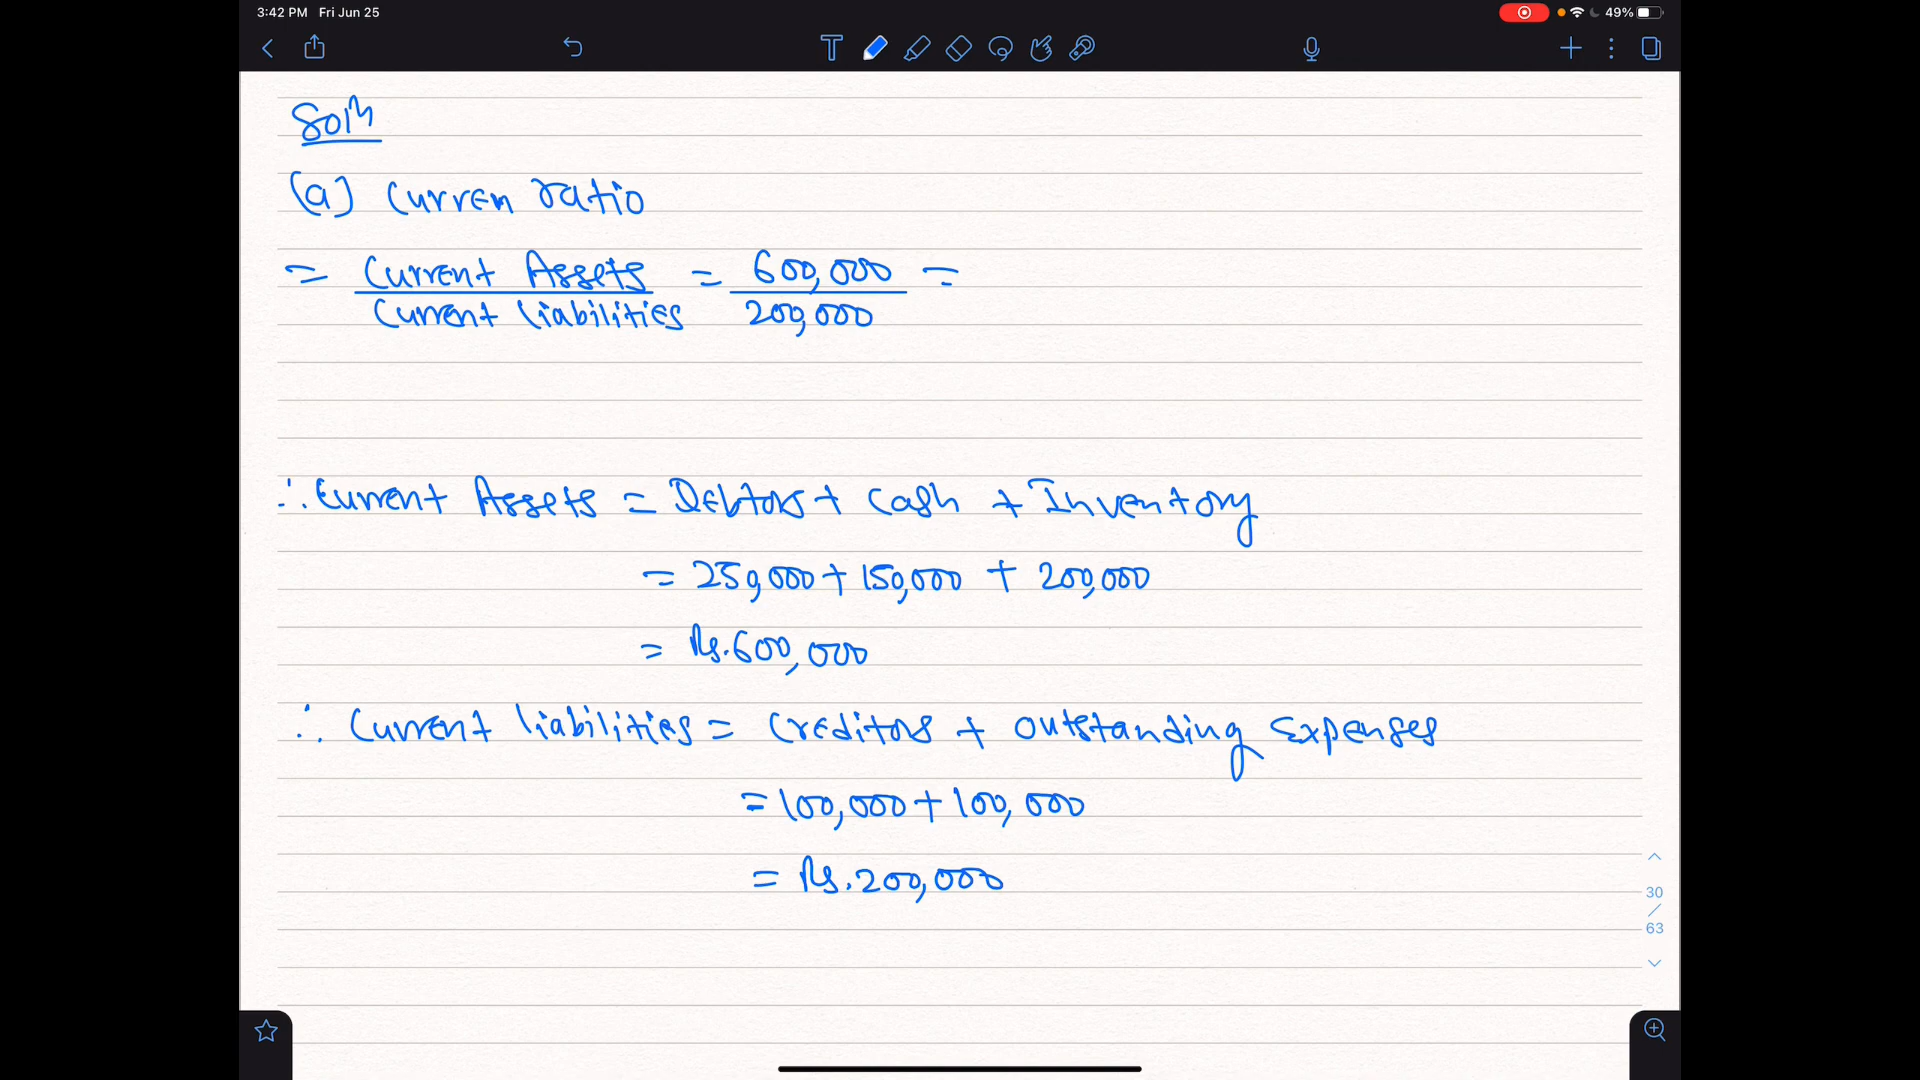 3:42 PM Fri Jun 25
49%
Soln
(a) Curren ratio
= Current Assets / Current liabilities = 600,000 / 200,000 =
∴ Current Assets = Debtors + Cash + Inventory
= 250,000 + 150,000 + 200,000
= Rs. 600,000
∴ Current liabilities = Creditors + Outstanding Expenses
= 100,000 + 100,000
= Rs. 200,000
30
/
63